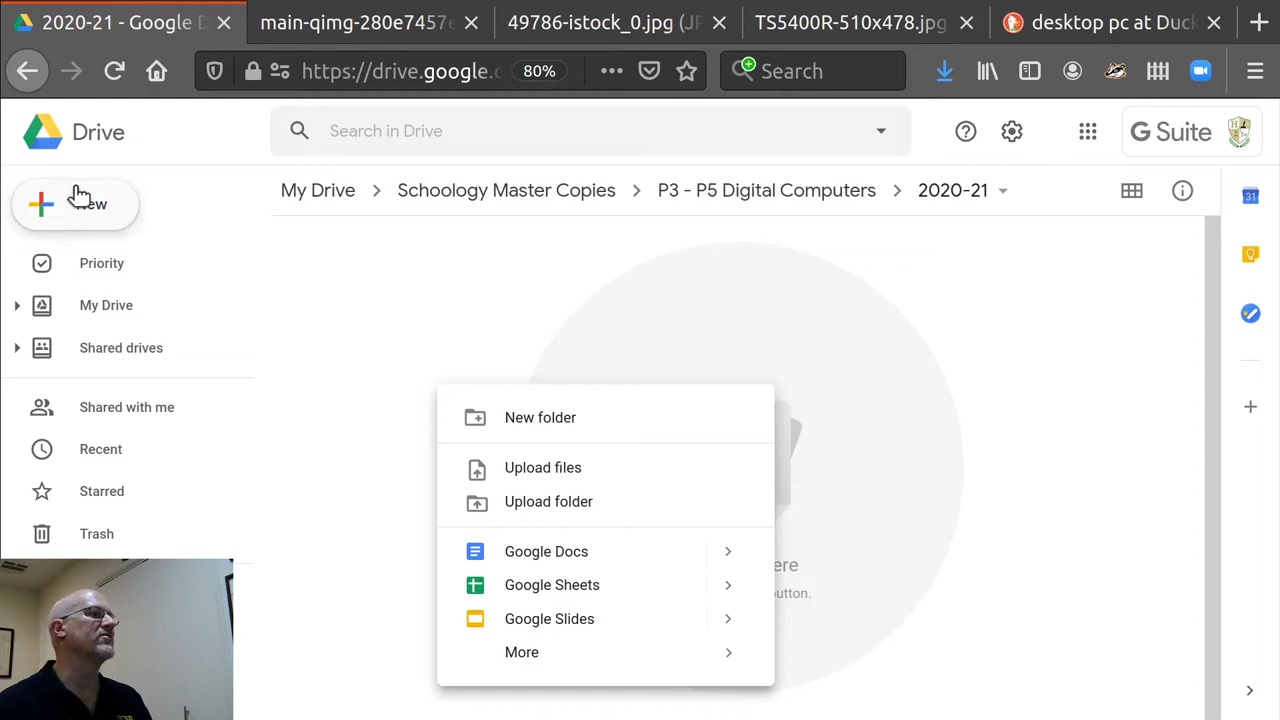 2020-21 - Google D
main-qimg-280e7457e
49786-istock_0.jpg (J
TS5400R-510x478.jpg
desktop pc at Duck
https://drive.google.c
80%
Search
Drive
Search in Drive
G Suite
New
My Drive
Schoology Master Copies
P3 - P5 Digital Computers
2020-21
31
Priority
My Drive
Shared drives
Shared with me
Recent
Starred
Trash
New folder
Upload files
Upload folder
Google Docs
Google Sheets
Google Slides
More
ere
button.